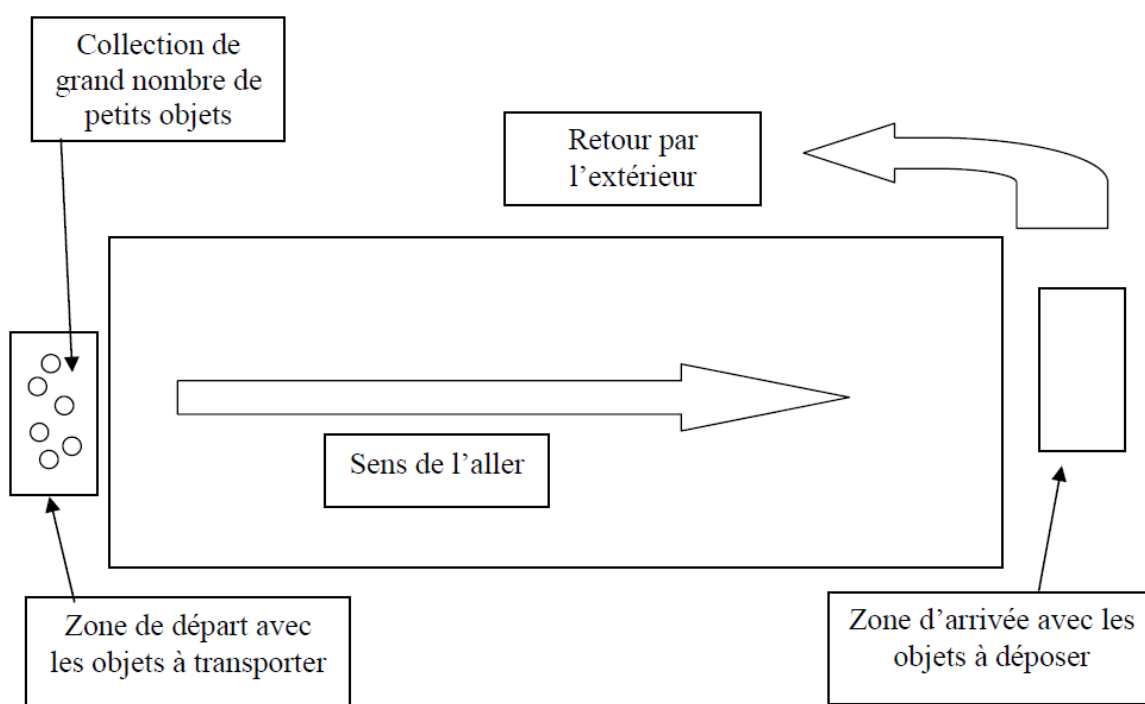 Collection de
grand nombre de
petits objets
Retour par
l’extérieur
Sens de l’aller
Zone de départ avec
les objets à transporter
Zone d’arrivée avec les
objets à déposer